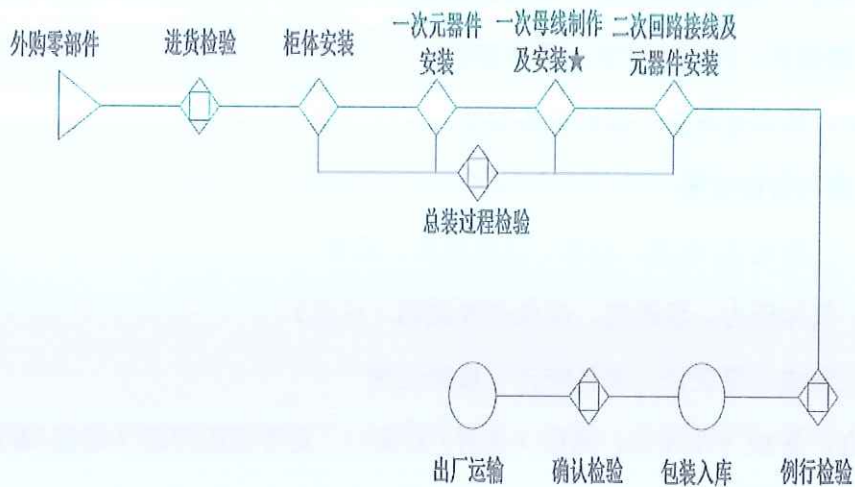 外购零部件
进货检验
柜体安装
一次元器件
安装
一次母线制作
及安装★
二次回路接线及
元器件安装
总装过程检验
出厂运输
确认检验
包装入库
例行检验